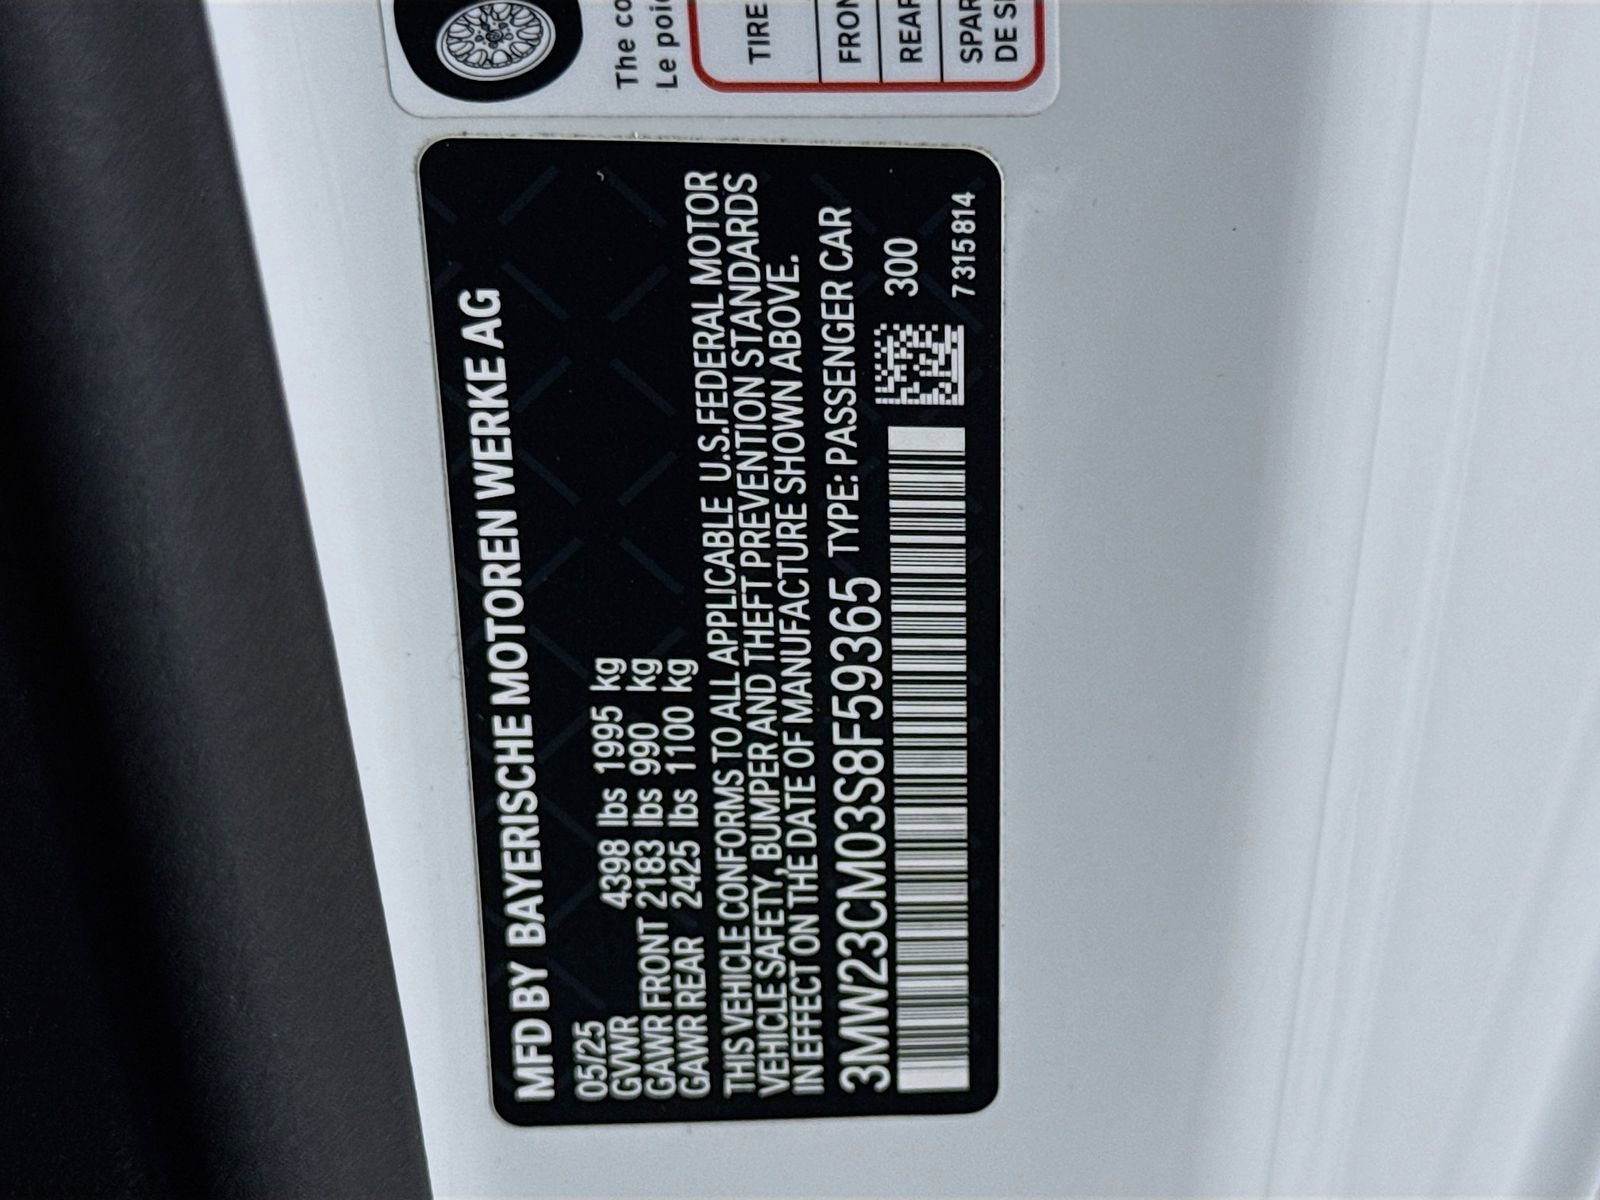 The co
Le poid
TIRE
FRON
REAR
SPAR
DE S
MFD BY BAYERISCHE MOTOREN WERKE AG
05/25
GVWR 4398 lbs 1995 kg
GAWR FRONT 2183 lbs 990 kg
GAWR REAR 2425 lbs 1100 kg
THIS VEHICLE CONFORMS TO ALL APPLICABLE U.S.FEDERAL MOTOR
VEHICLE SAFETY, BUMPER AND THEFT PREVENTION STANDARDS
IN EFFECT ON THE DATE OF MANUFACTURE SHOWN ABOVE.
3MW23CM03S8F59365 TYPE: PASSENGER CAR
300
7 315 814